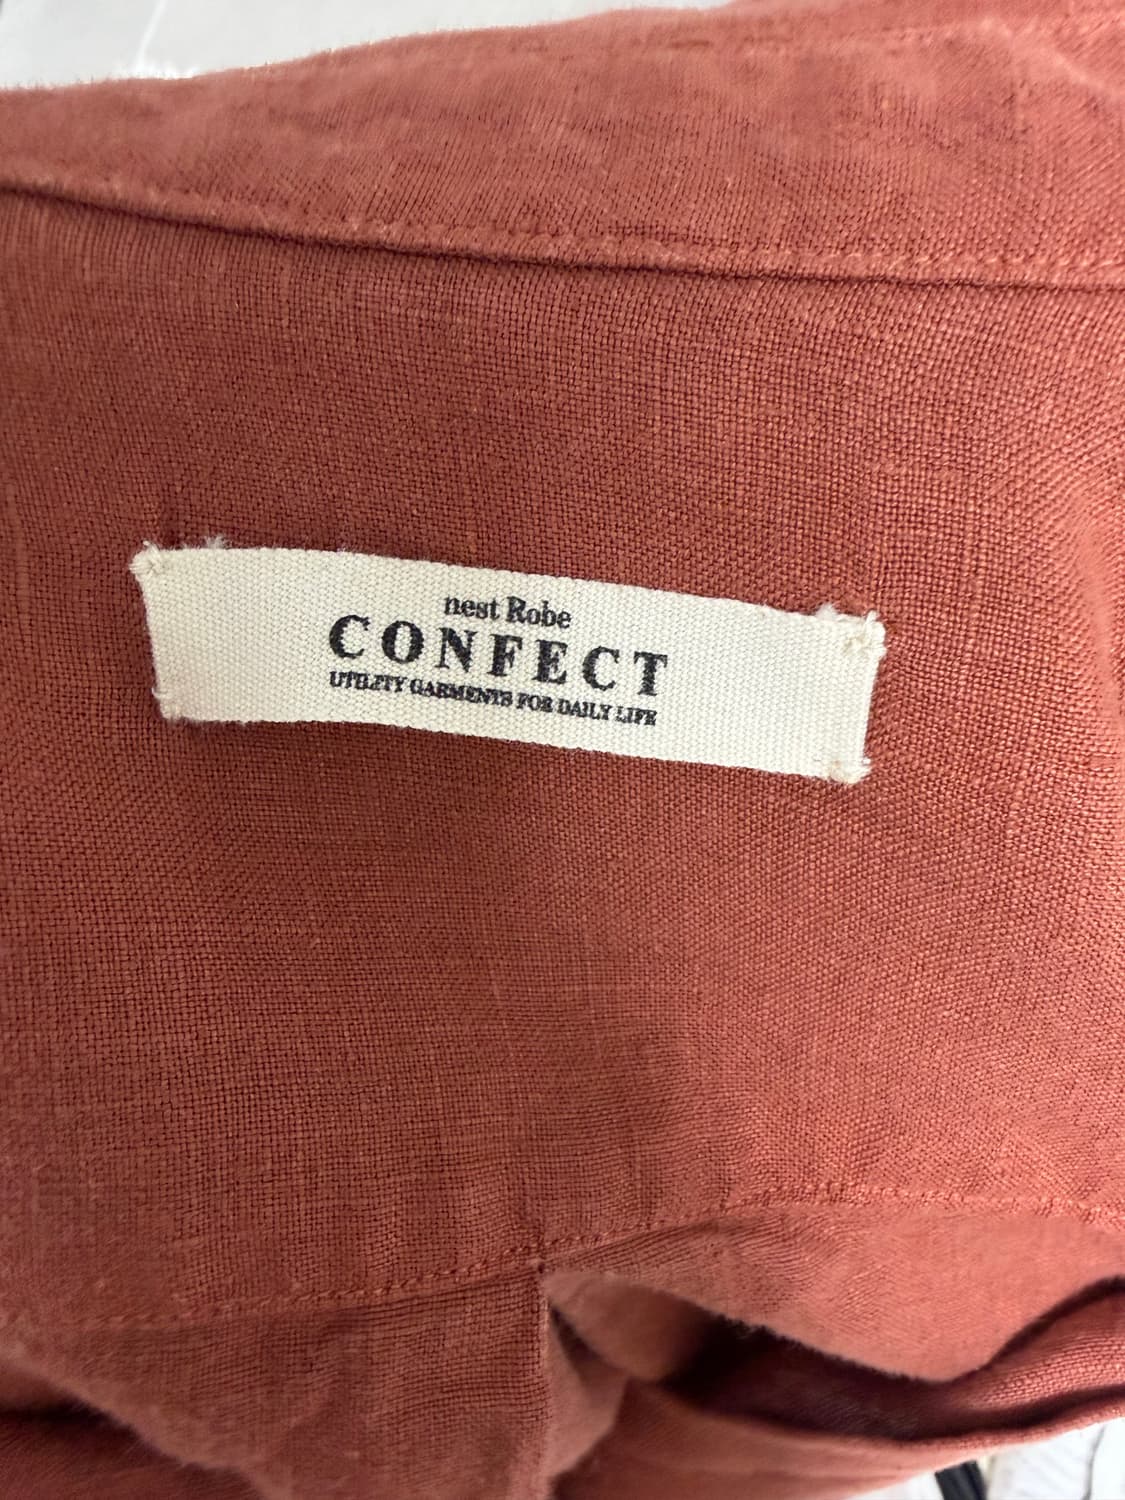 nest Robe
CONFECT
UTILITY GARMENTS FOR DAILY LIFE